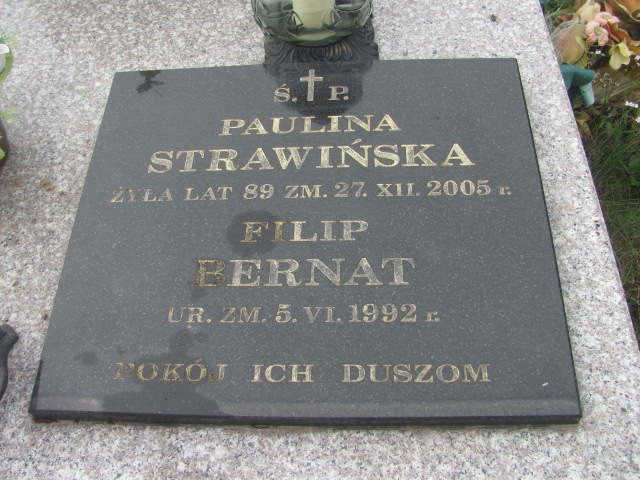 Ś. P.
PAULINA
STRAWIŃSKA
ŻYŁA LAT 89 ZM. 27. XII. 2005 r.
FILIP
BERNAT
UR. ZM. 5. VI. 1992 r.
POKÓJ ICH DUSZOM